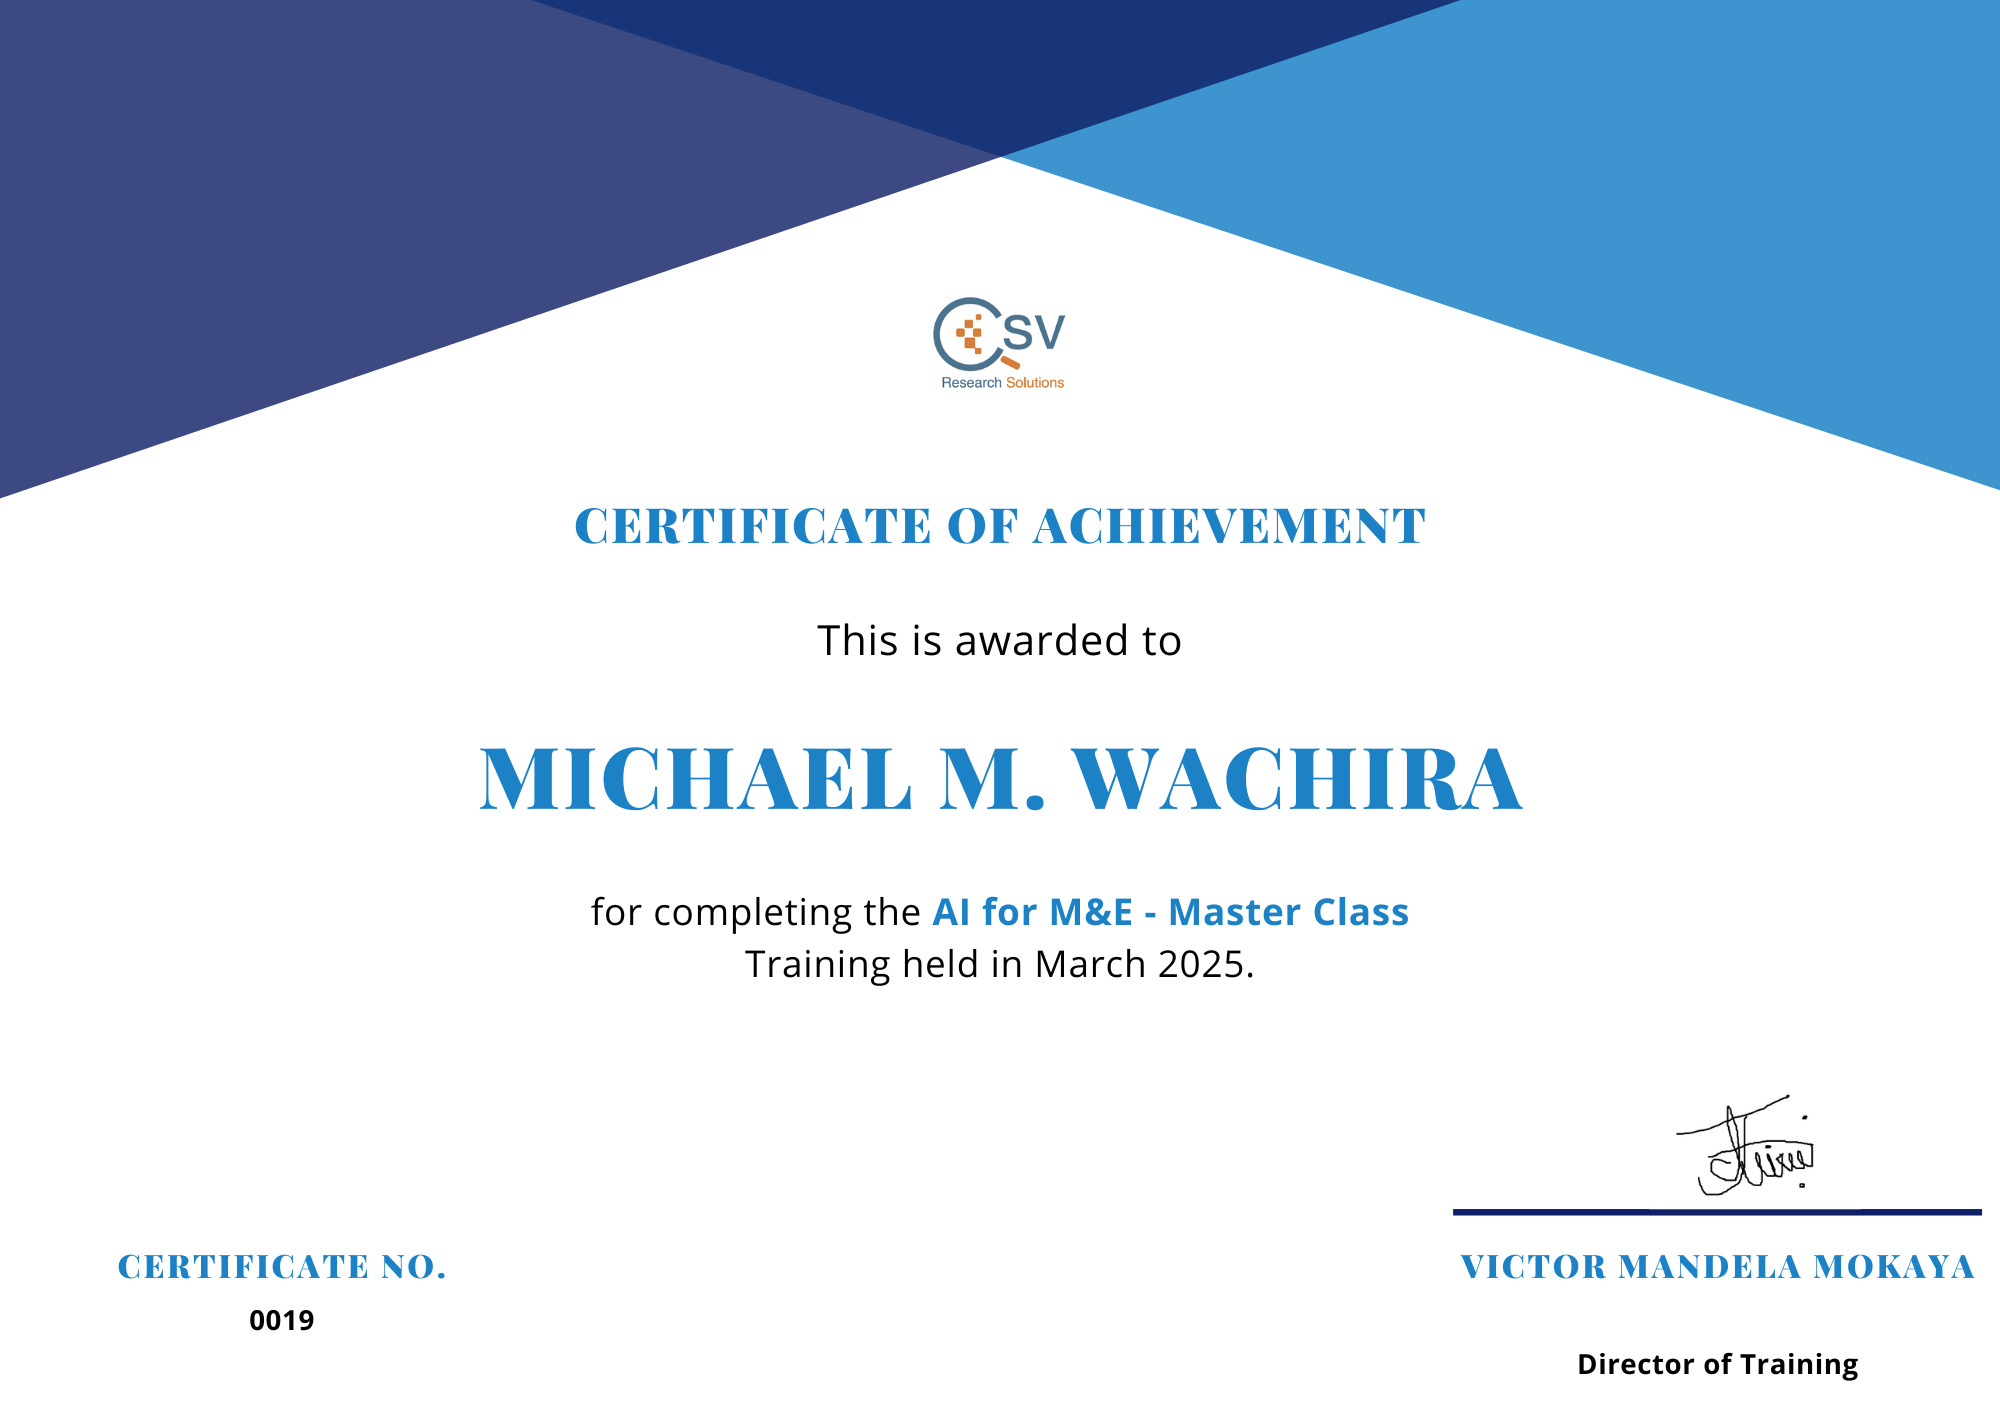 CSV
Research Solutions
CERTIFICATE OF ACHIEVEMENT
This is awarded to
MICHAEL M. WACHIRA
for completing the AI for M&E - Master Class
Training held in March 2025.
CERTIFICATE NO.
0019
VICTOR MANDELA MOKAYA
Director of Training